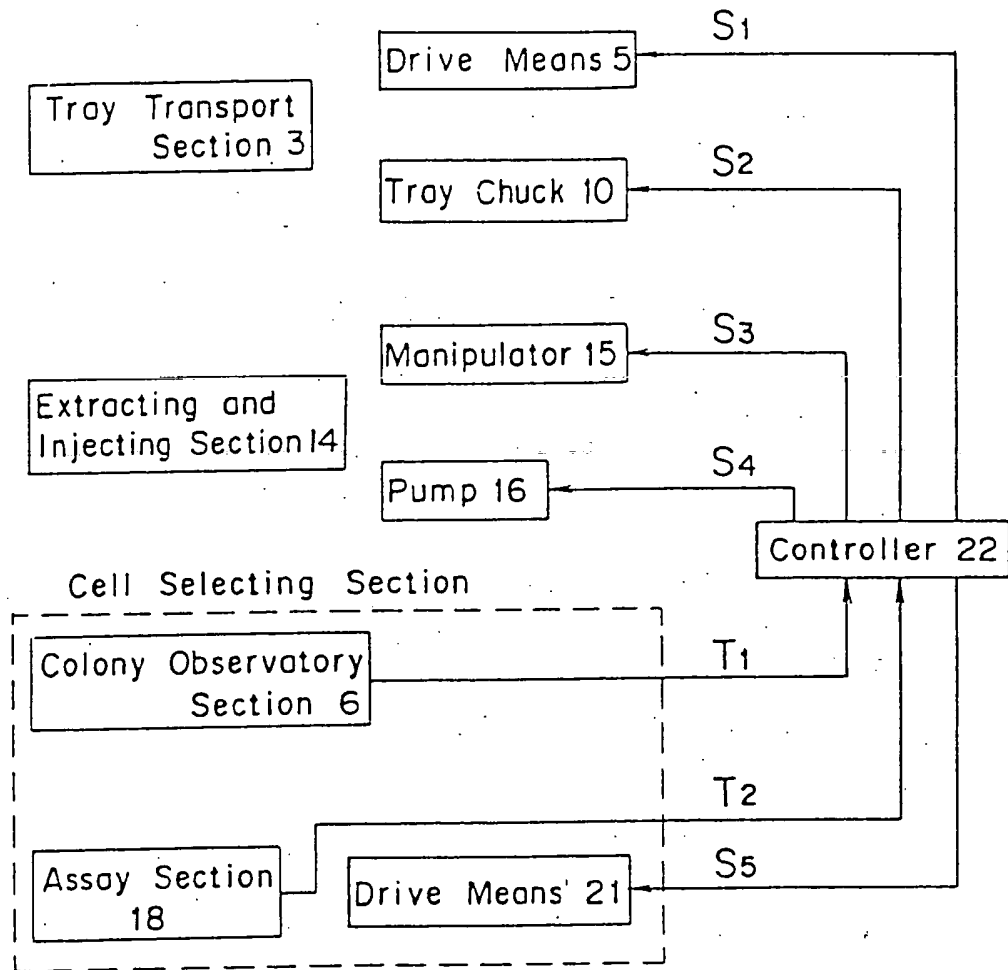 S1
Drive Means 5
Tray Transport
Section 3
S2
Tray Chuck 10
S3
Manipulator 15
Extracting and
Injecting Section 14
S4
Pump 16
Controller 22
Cell Selecting Section
Colony Observatory
Section 6
T1
T2
Assay Section
18
S5
Drive Means 21